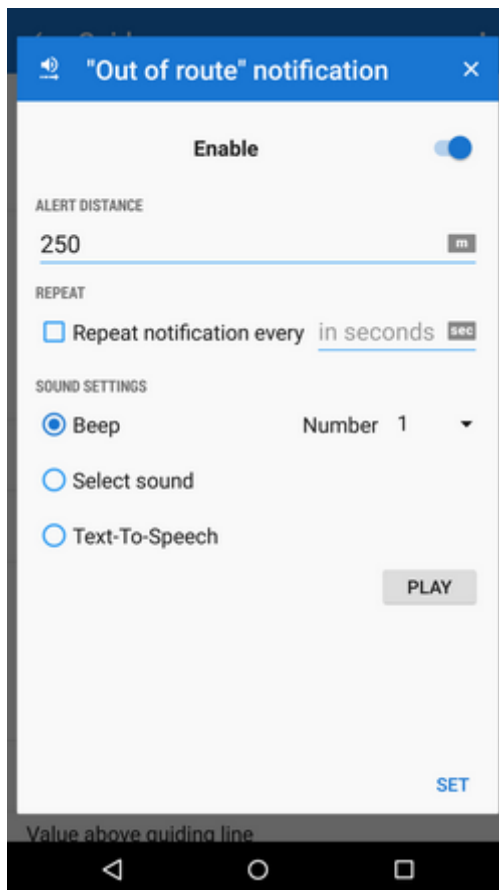 "Out of route" notification
Enable
ALERT DISTANCE
250 m
REPEAT
Repeat notification every in seconds sec
SOUND SETTINGS
Beep Number 1
Select sound
Text-To-Speech
PLAY
SET
Value above guiding line